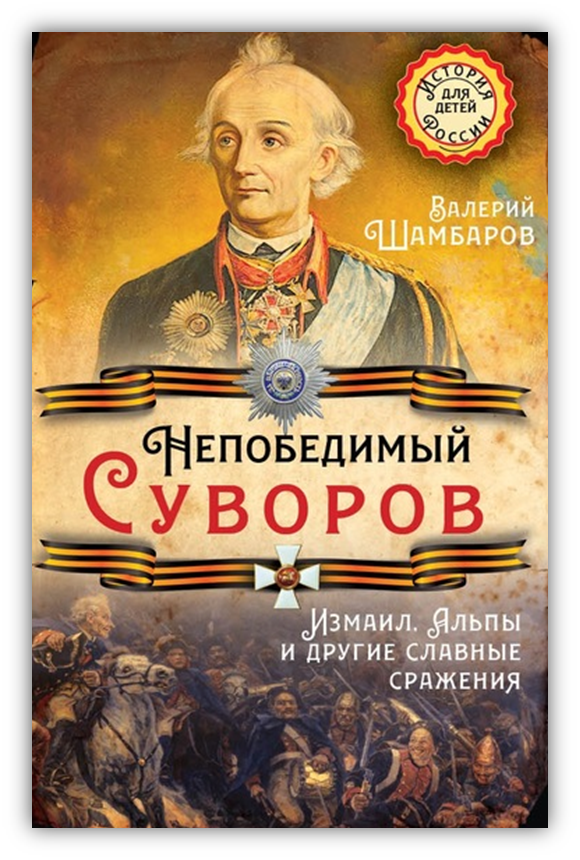 История
для
детей
России
Валерий
Шамбаров
Непобедимый
Суворов
Измаил, Альпы
и другие славные
сражения